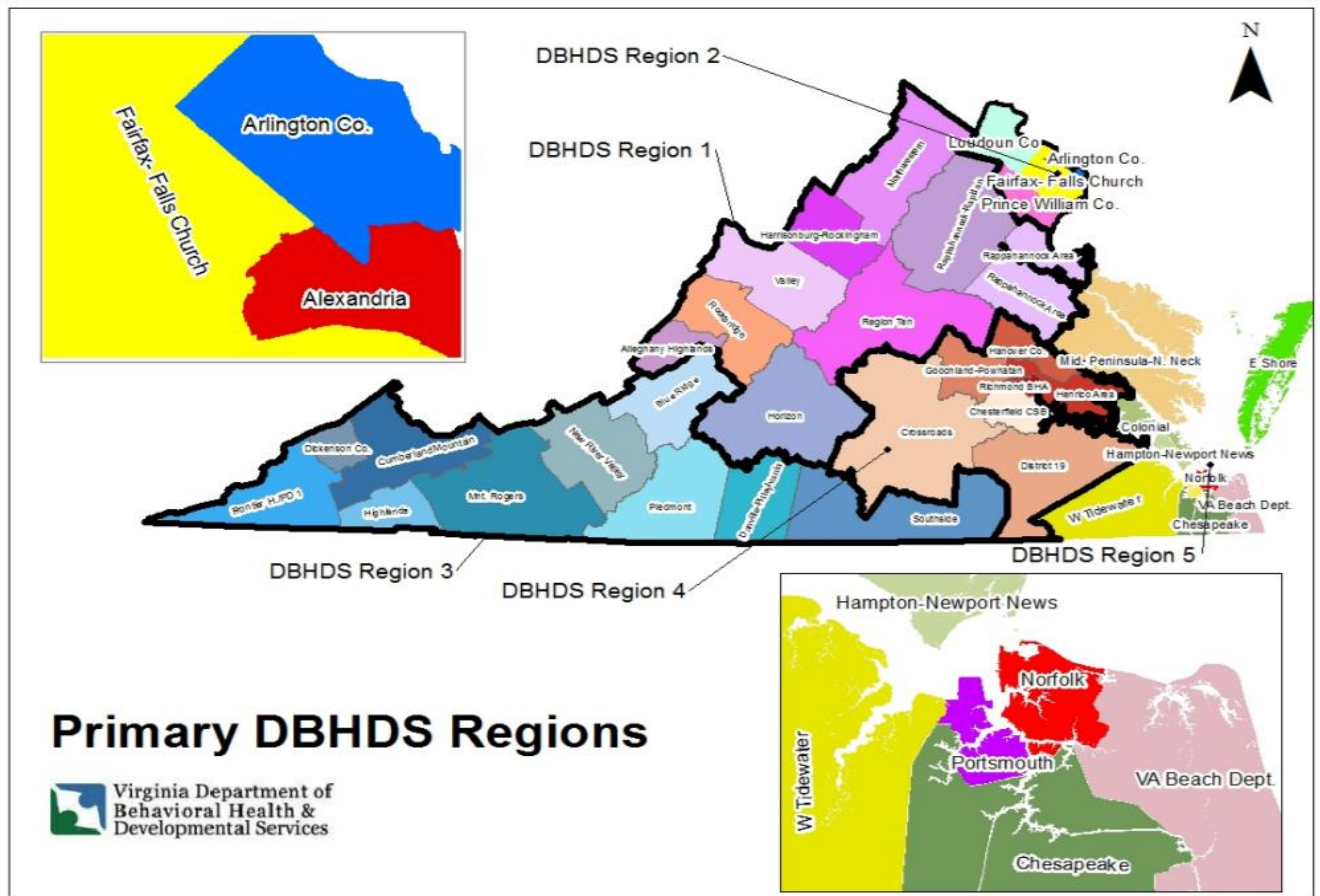 Fairfax- Falls Church
Arlington Co.
Alexandria
N
DBHDS Region 2
DBHDS Region 1
Loudoun Co
Arlington Co.
Fairfax- Falls Church
Prince William Co.
Northwestern
Rappahannock-Rapidan
Harrisonburg-Rockingham
Rappahannock Area
Rappahannock Area
Valley
Rockbridge
Region Ten
Alleghany Highlands
Hanover Co.
Mid. Peninsula-N. Neck
Goochland-Powhatan
E Shore
Richmond BHA
Henrico Area
Blue Ridge
Chesterfield CSB
Horizon
Colonial
Crossroads
Dickenson Co.
Cumberland Mountain
New River Valley
District 19
Hampton-Newport News
Norfolk
VA Beach Dept.
Chesapeake
W Tidewater
Mnt. Rogers
Piedmont
Danville-Pittsylvania
Southside
Highlands
DBHDS Region 3
DBHDS Region 4
DBHDS Region 5
Hampton-Newport News
Norfolk
Portsmouth
W Tidewater
VA Beach Dept.
Chesapeake
Primary DBHDS Regions
Virginia Department of
Behavioral Health &
Developmental Services